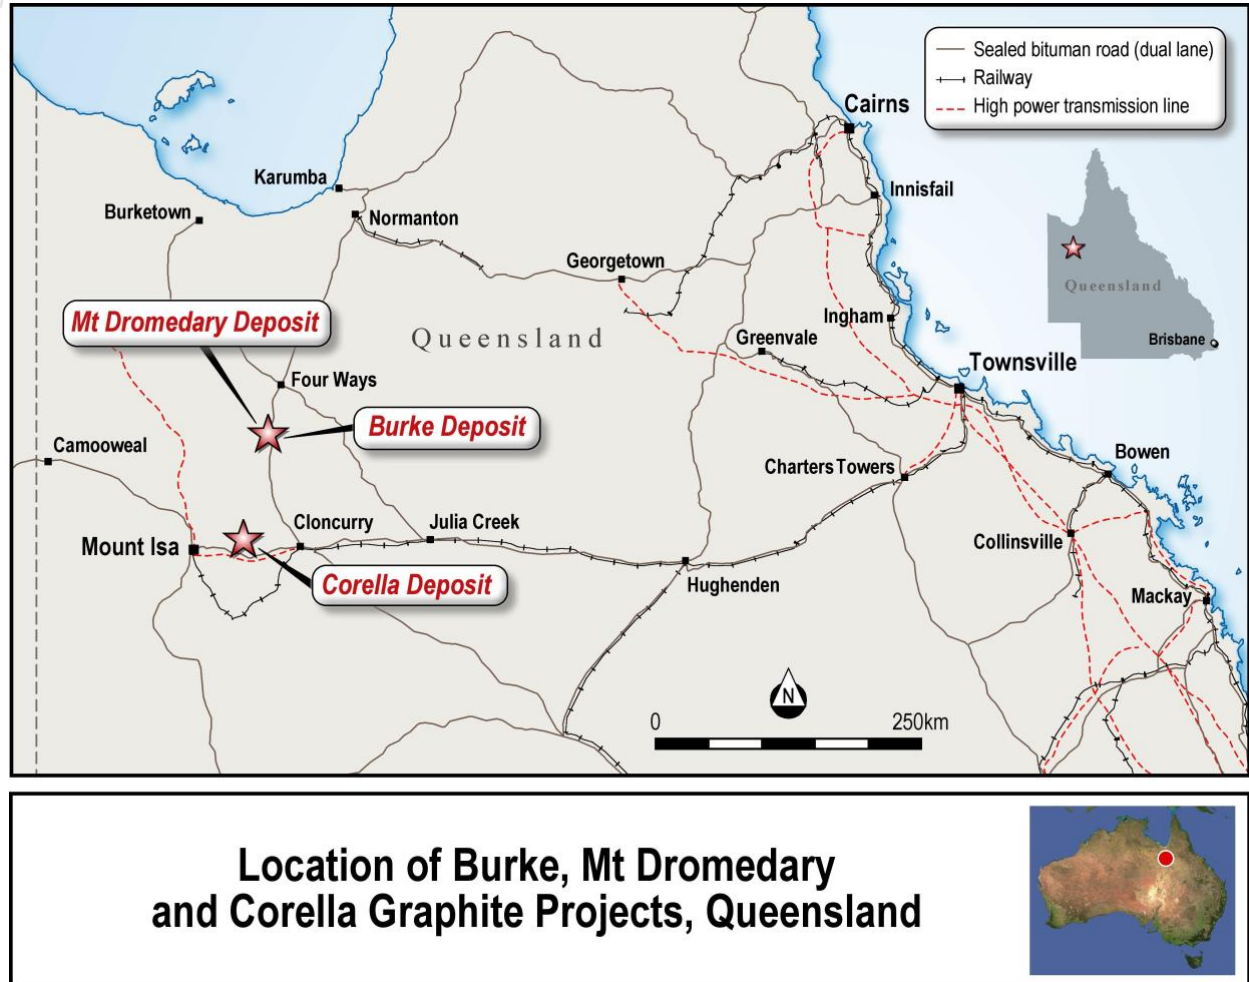 Sealed bituman road (dual lane)
Railway
High power transmission line
Cairns
Karumba
Innisfail
Burketown
Normanton
Georgetown
Queensland
Brisbane
Mt Dromedary Deposit
Ingham
Queensland
Greenvale
Townsville
Four Ways
Burke Deposit
Camooweal
Bowen
Charters Towers
Cloncurry
Julia Creek
Mount Isa
Collinsville
Corella Deposit
Hughenden
Mackay
N
0 250km
Location of Burke, Mt Dromedary
and Corella Graphite Projects, Queensland